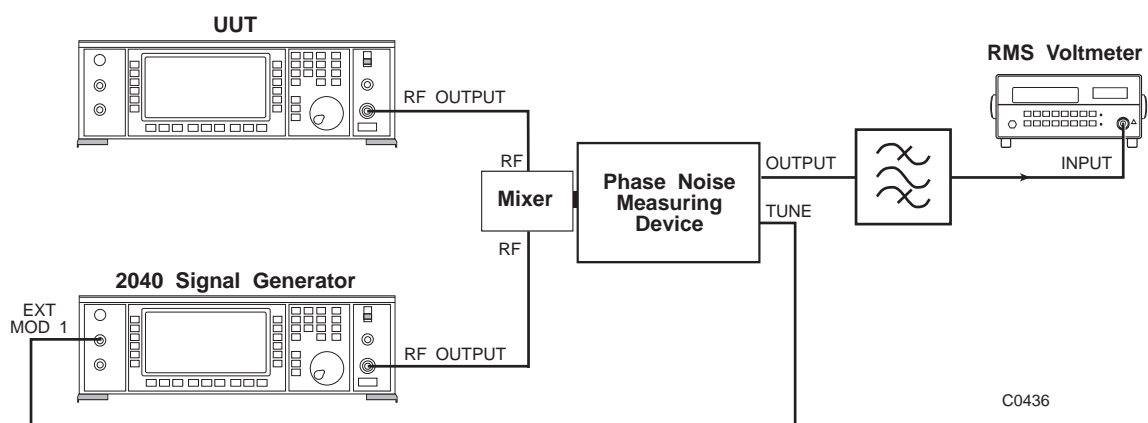 UUT
RF OUTPUT
RMS Voltmeter
RF
Mixer
Phase Noise
Measuring
Device
OUTPUT
INPUT
TUNE
RF
2040 Signal Generator
EXT
MOD 1
RF OUTPUT
C0436